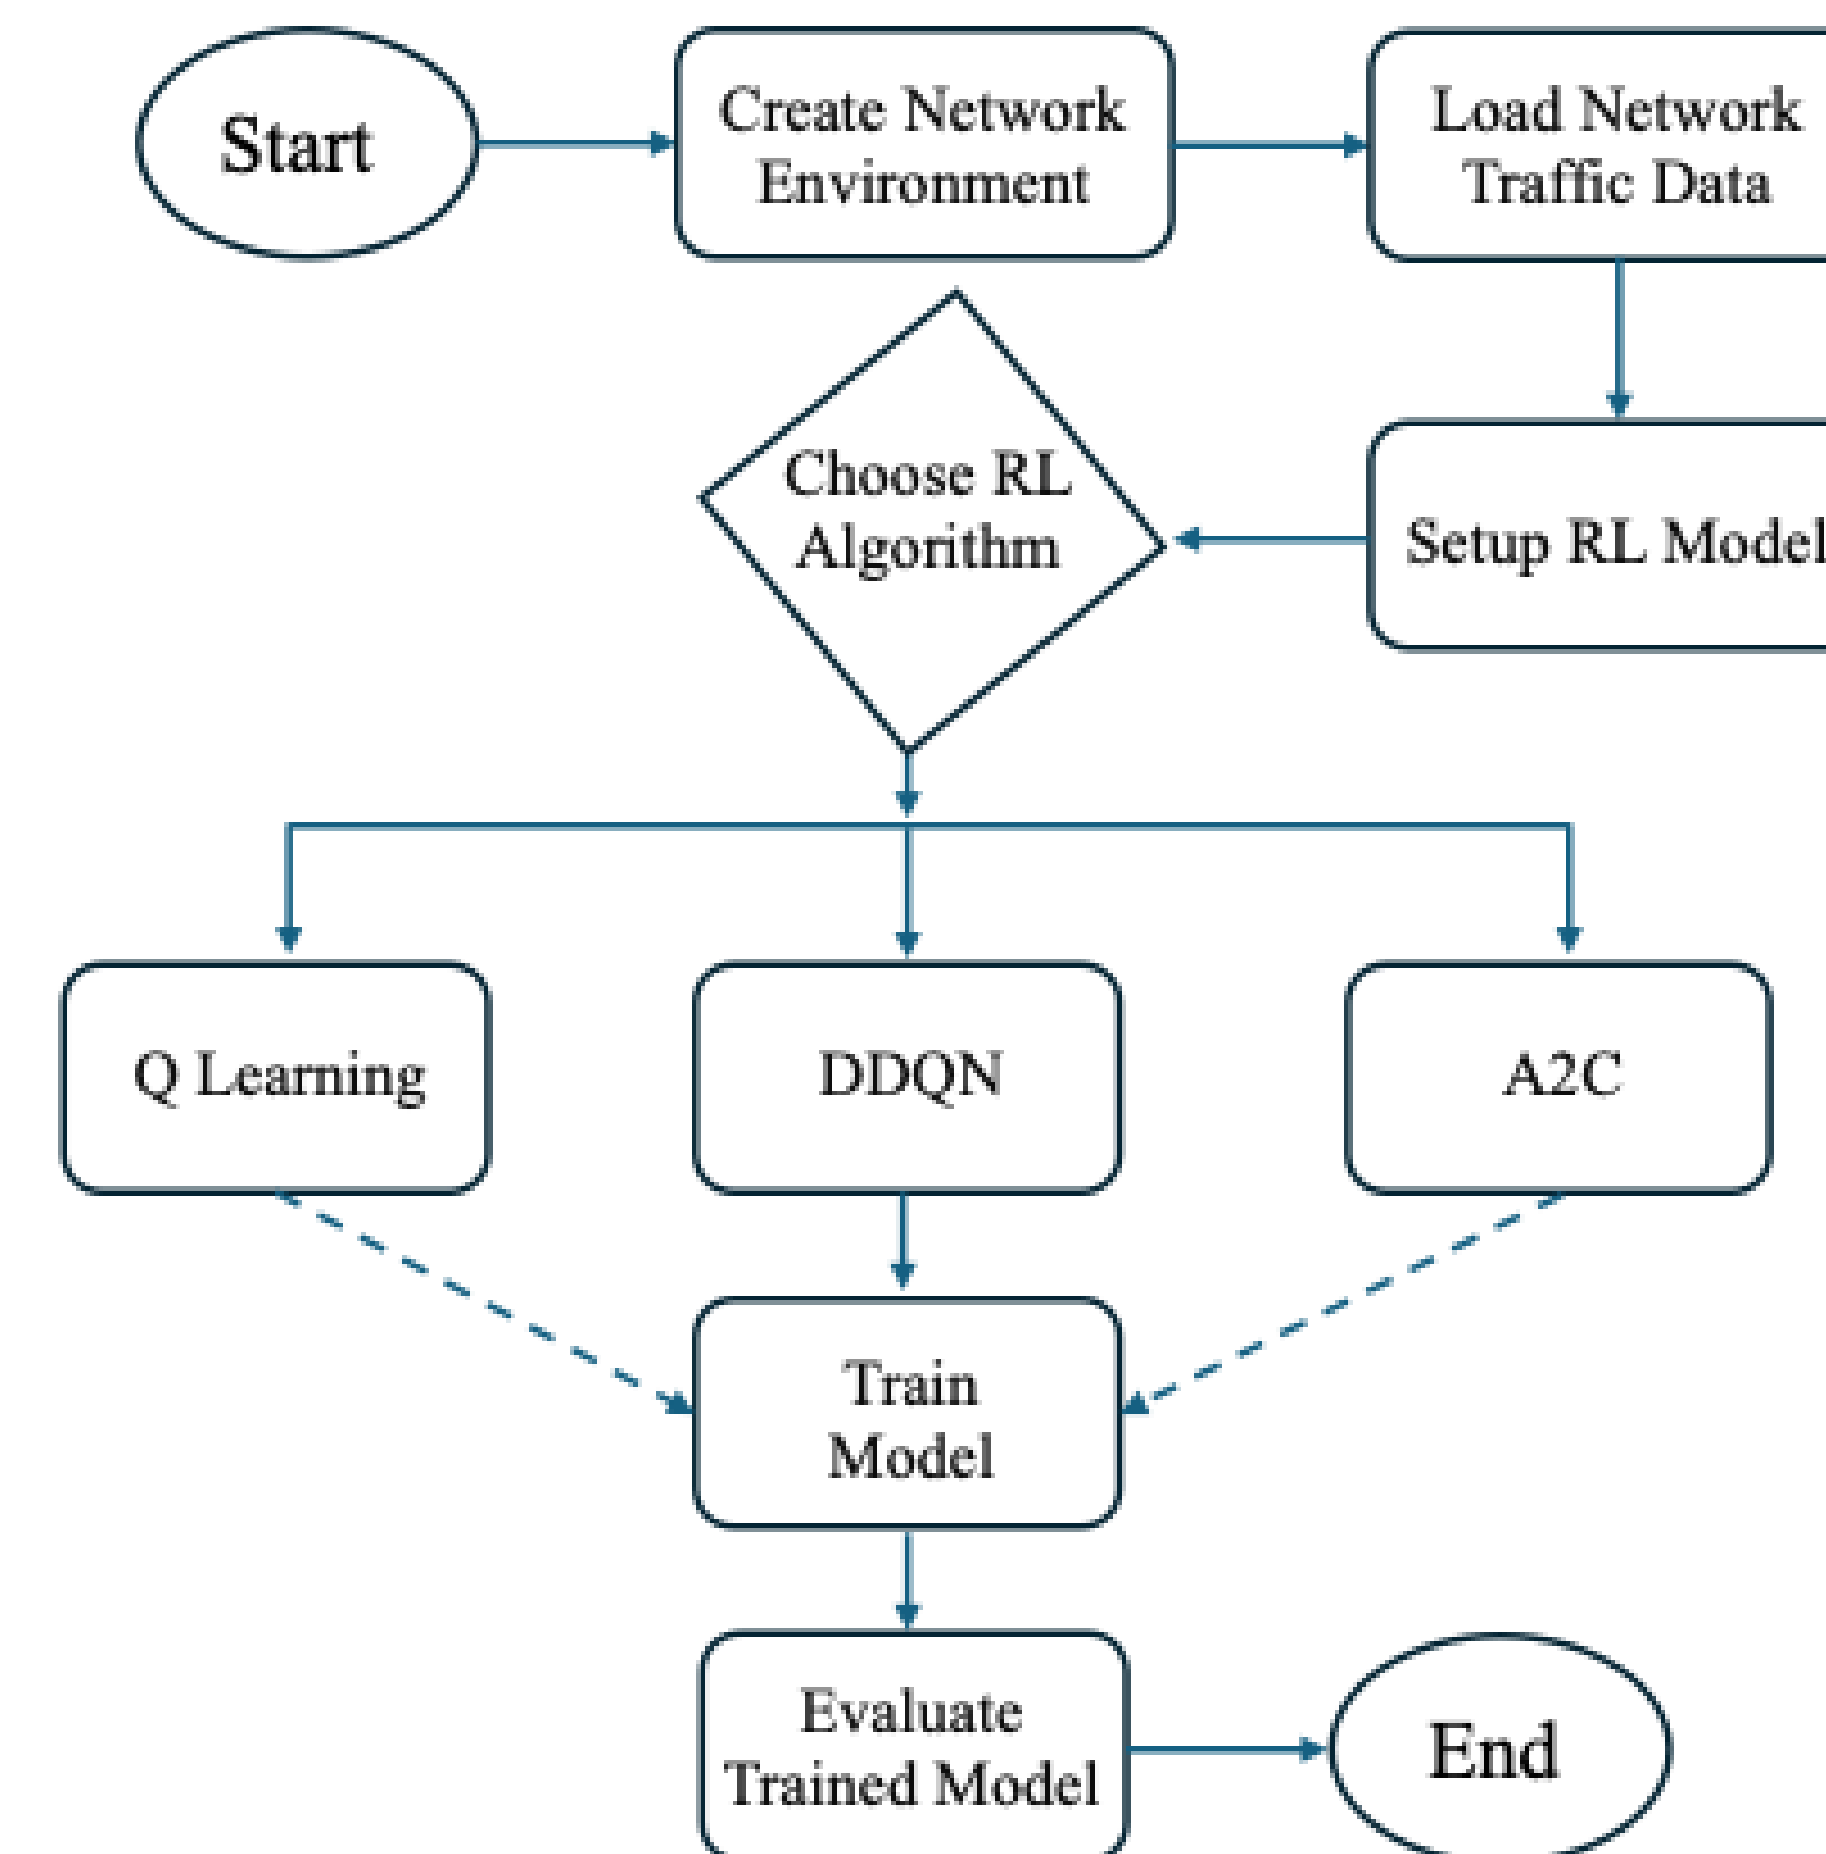 Start
Create Network
Environment
Load Network
Traffic Data
Choose RL
Algorithm
Setup RL Model
Q Learning
DDQN
A2C
Train
Model
Evaluate
Trained Model
End